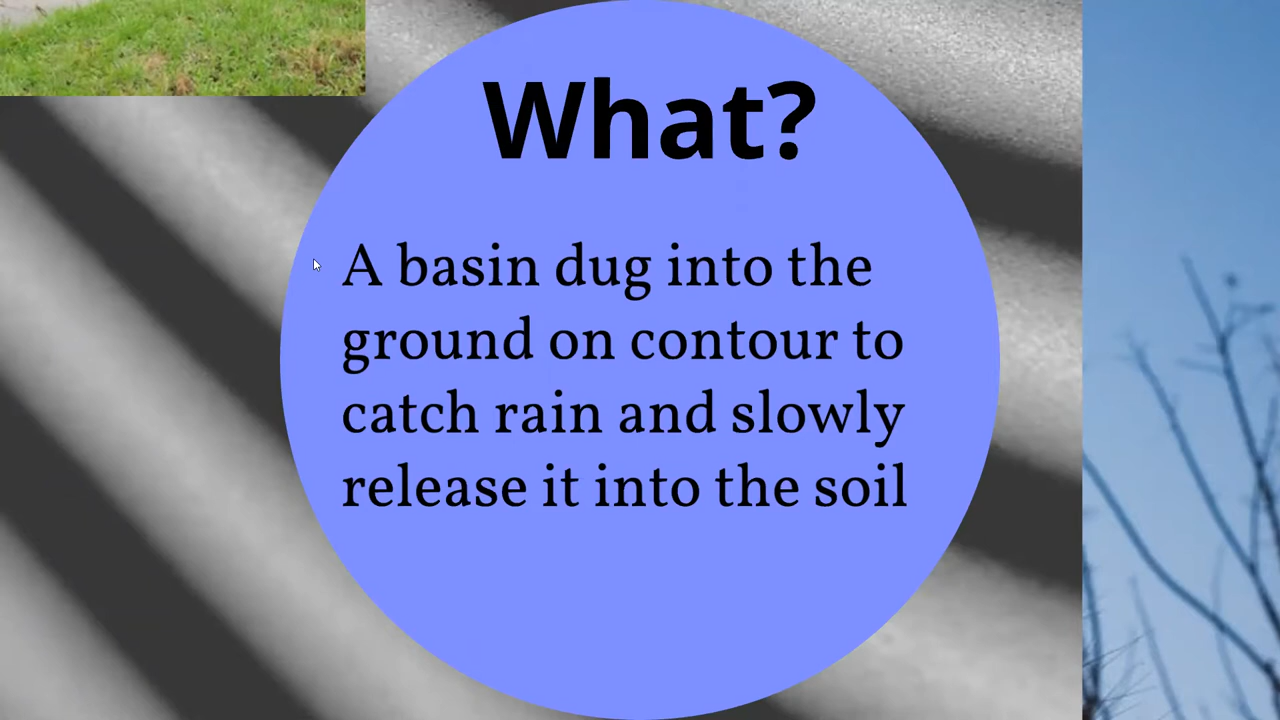 What?
A basin dug into the
ground on contour to
catch rain and slowly
release it into the soil